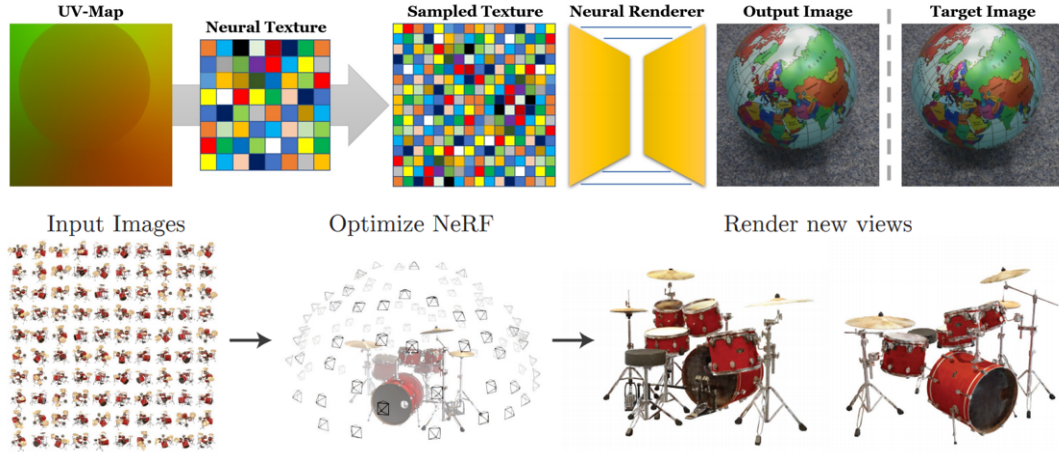 UV-Map
Neural Texture
Sampled Texture
Neural Renderer
Output Image
Target Image
Input Images
Optimize NeRF
Render new views